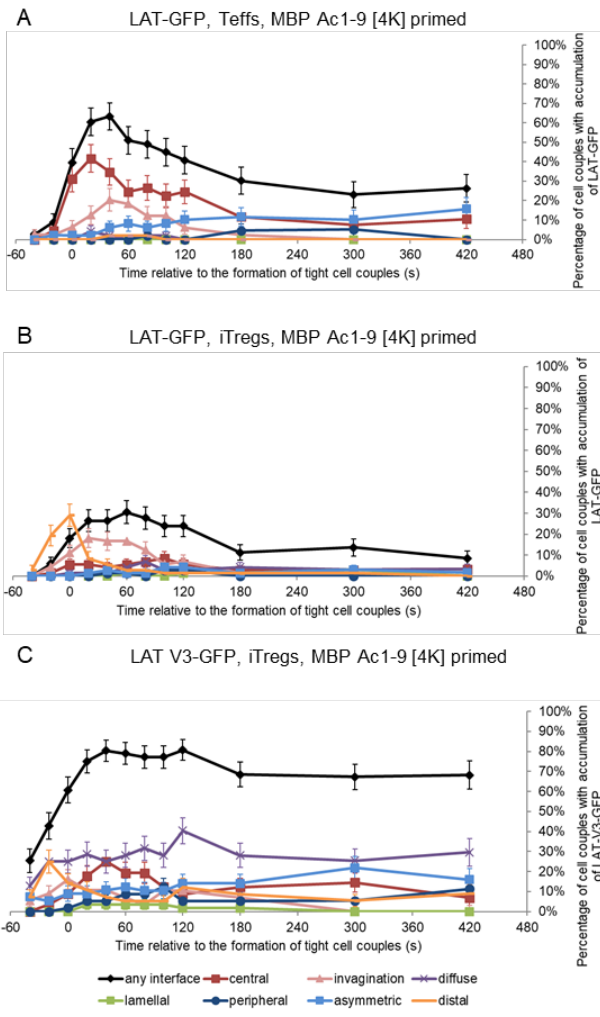 A
LAT-GFP, Teffs, MBP Ac1-9 [4K] primed
100%
90%
80%
70%
60%
50%
40%
30%
20%
10%
0%
-60 0 60 120 180 240 300 360 420 480
Time relative to the formation of tight cell couples (s)
Percentage of cell couples with accumulation
of LAT-GFP
B
LAT-GFP, iTregs, MBP Ac1-9 [4K] primed
100%
90%
80%
70%
60%
50%
40%
30%
20%
10%
0%
-60 0 60 120 180 240 300 360 420 480
Time relative to the formation of tight cell couples (s)
Percentage of cell couples with accumulation of
LAT-GFP
C
LAT V3-GFP, iTregs, MBP Ac1-9 [4K] primed
100%
90%
80%
70%
60%
50%
40%
30%
20%
10%
0%
-60 0 60 120 180 240 300 360 420 480
Time relative to the formation of tight cell couples (s)
Percentage of cell couples with accumulation
of LAT-V3-GFP
any interface central invagination diffuse
lamellal peripheral asymmetric distal